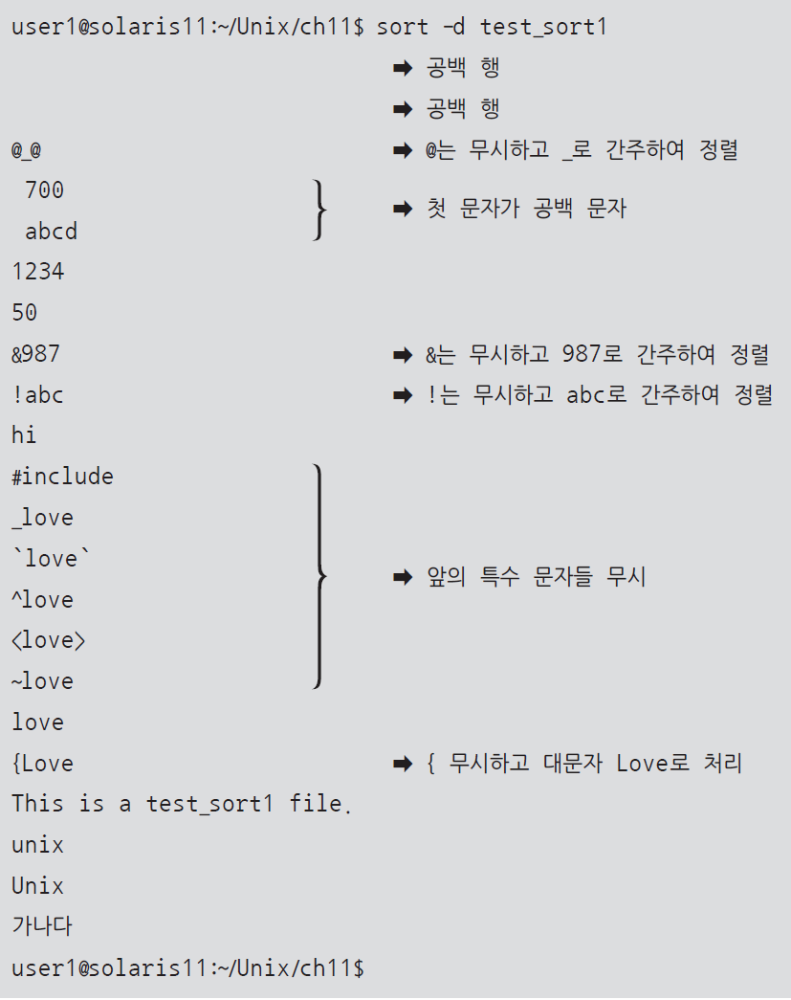 user1@solaris11:~/Unix/ch11$ sort -d test_sort1
➡ 공백 행
➡ 공백 행
@_@ ➡ @는 무시하고 _로 간주하여 정렬
 700
➡ 첫 문자가 공백 문자
 abcd
1234
50
&987 ➡ &는 무시하고 987로 간주하여 정렬
!abc ➡ !는 무시하고 abc로 간주하여 정렬
hi
#include
_love
`love`
➡ 앞의 특수 문자들 무시
^love
<love>
~love
love
{Love ➡ { 무시하고 대문자 Love로 처리
This is a test_sort1 file.
unix
Unix
가나다
user1@solaris11:~/Unix/ch11$